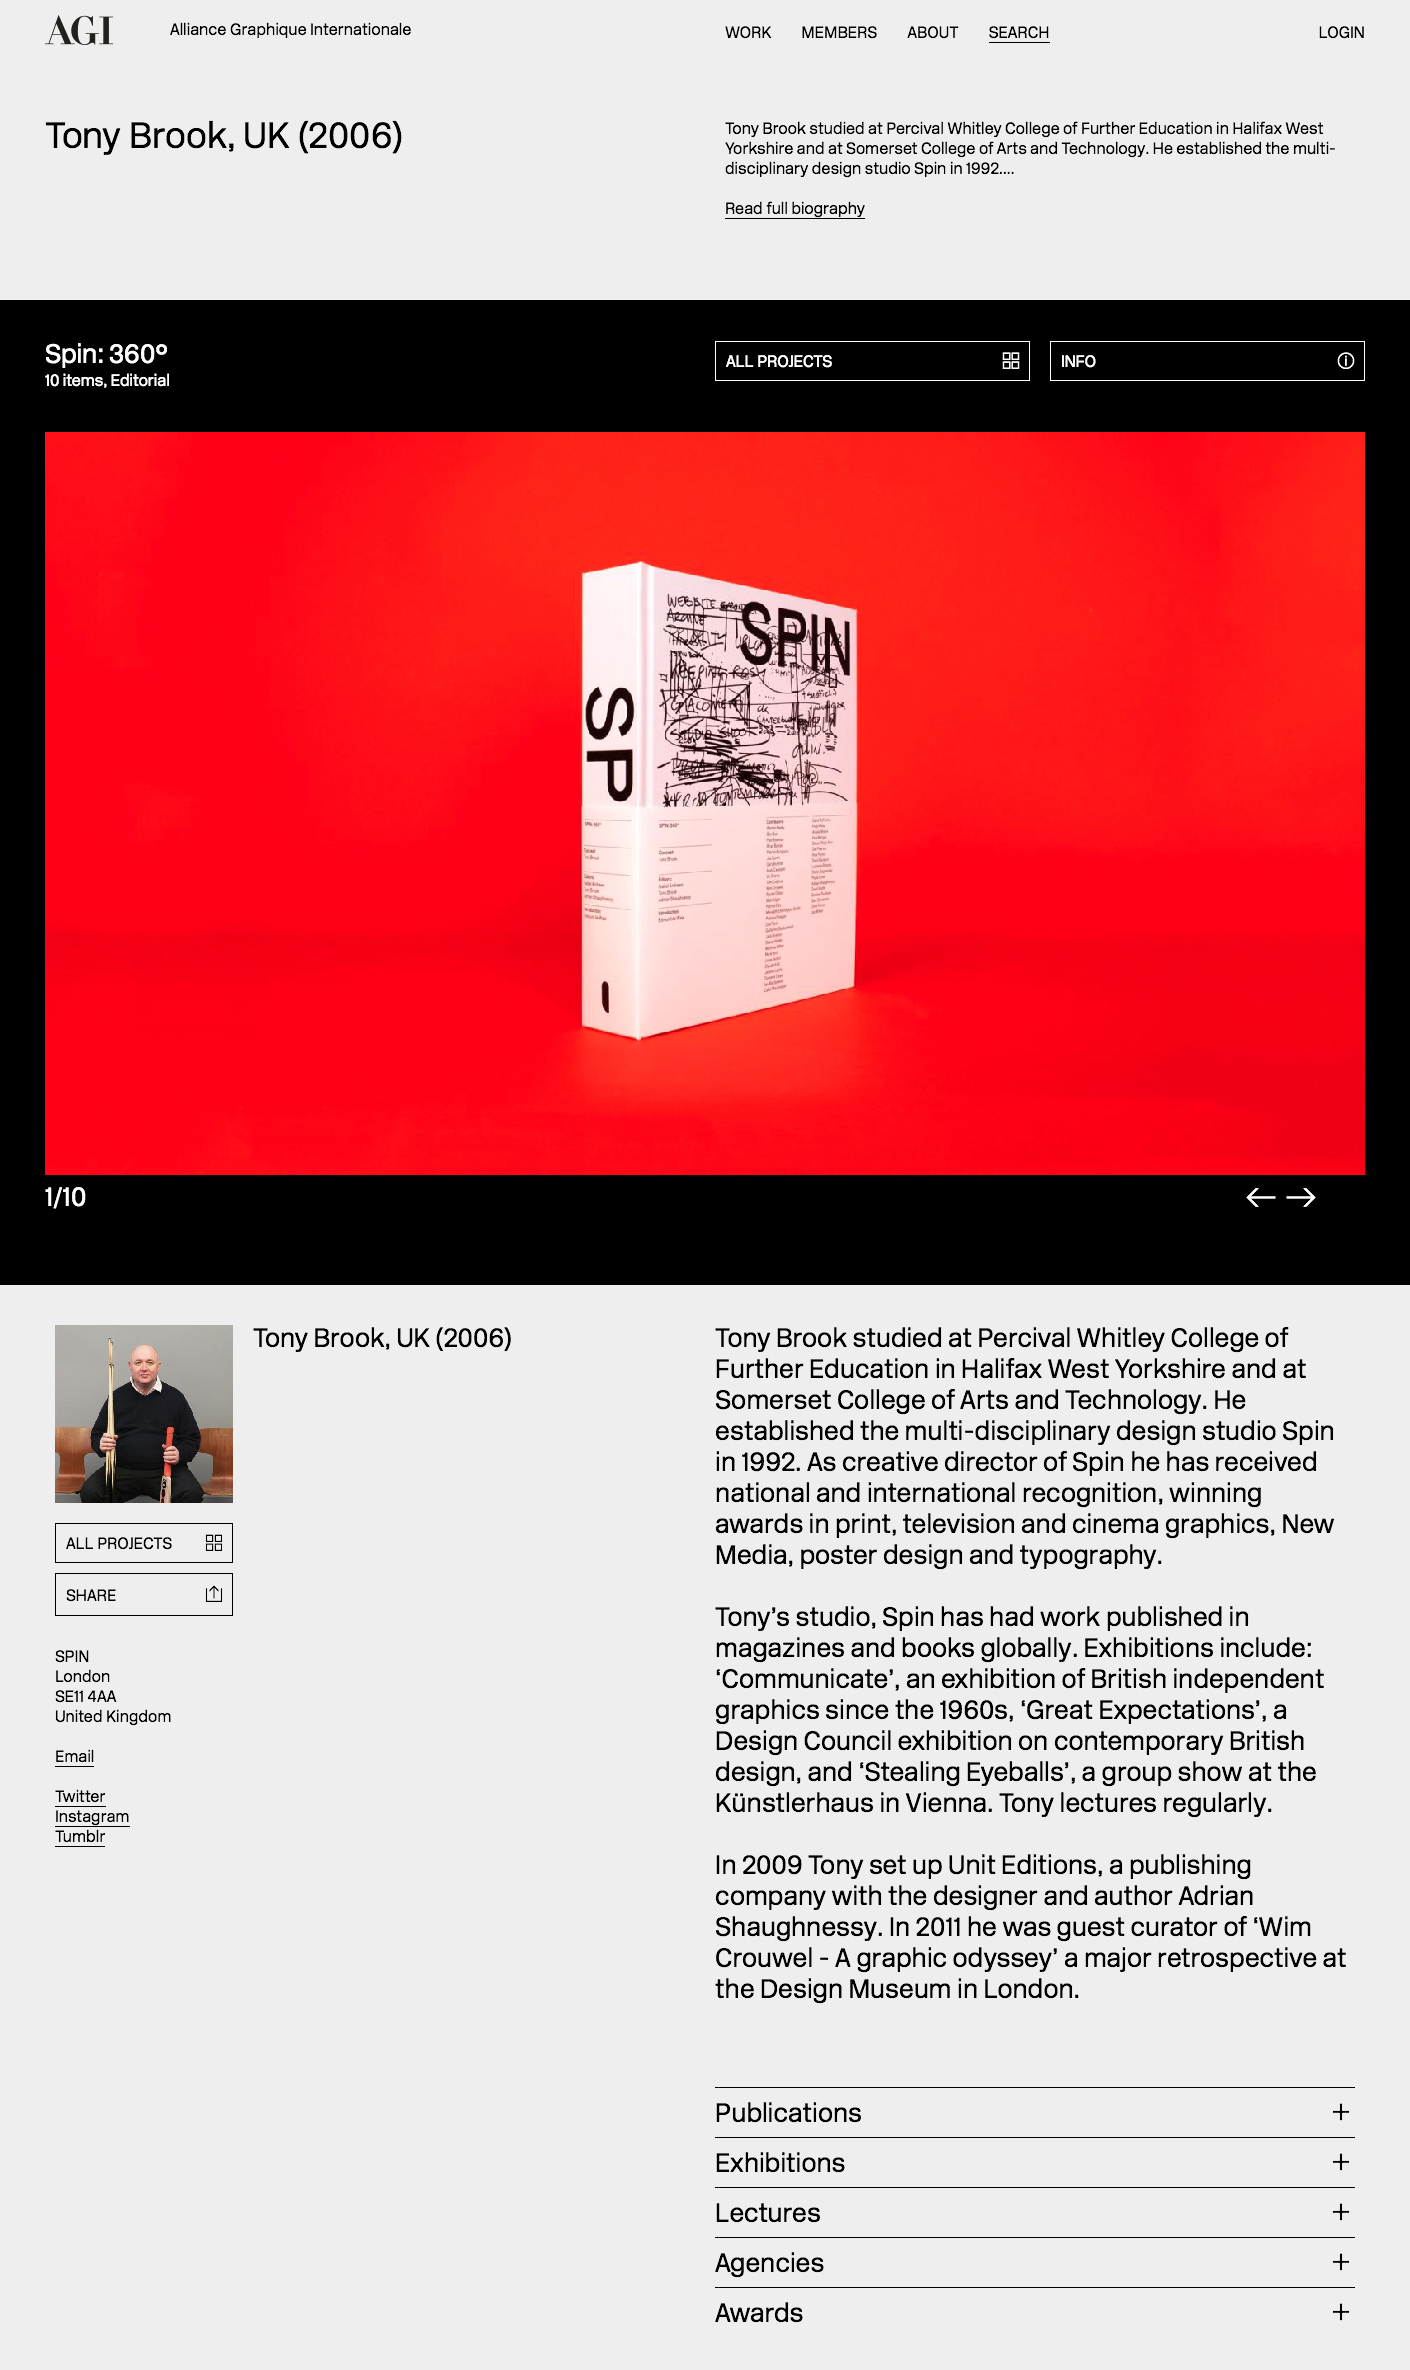 AGI
Alliance Graphique Internationale
WORK MEMBERS ABOUT SEARCH LOGIN
Tony Brook, UK (2006)
Tony Brook studied at Percival Whitley College of Further Education in Halifax West
Yorkshire and at Somerset College of Arts and Technology. He established the multi-
disciplinary design studio Spin in 1992....
Read full biography
Spin: 360°
10 items, Editorial
ALL PROJECTS
INFO
SPIN
SP
1/10
Tony Brook, UK (2006)
ALL PROJECTS
SHARE
SPIN
London
SE11 4AA
United Kingdom
Email
Twitter
Instagram
Tumblr
Tony Brook studied at Percival Whitley College of
Further Education in Halifax West Yorkshire and at
Somerset College of Arts and Technology. He
established the multi-disciplinary design studio Spin
in 1992. As creative director of Spin he has received
national and international recognition, winning
awards in print, television and cinema graphics, New
Media, poster design and typography.
Tony’s studio, Spin has had work published in
magazines and books globally. Exhibitions include:
‘Communicate’, an exhibition of British independent
graphics since the 1960s, ‘Great Expectations’, a
Design Council exhibition on contemporary British
design, and ‘Stealing Eyeballs’, a group show at the
Künstlerhaus in Vienna. Tony lectures regularly.
In 2009 Tony set up Unit Editions, a publishing
company with the designer and author Adrian
Shaughnessy. In 2011 he was guest curator of ‘Wim
Crouwel - A graphic odyssey’ a major retrospective at
the Design Museum in London.
Publications
Exhibitions
Lectures
Agencies
Awards